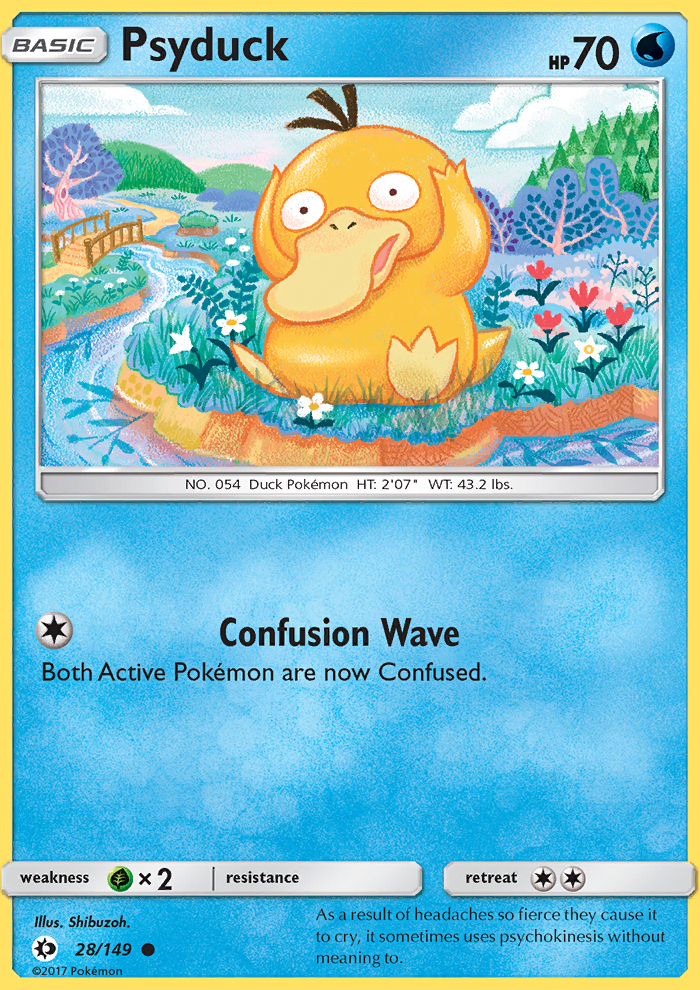 BASIC Psyduck HP 70
NO. 054 Duck Pokémon HT: 2'07" WT: 43.2 lbs.
Confusion Wave
Both Active Pokémon are now Confused.
weakness × 2 resistance retreat
Illus. Shibuzoh.
28/149
©2017 Pokémon
As a result of headaches so fierce they cause it
to cry, it sometimes uses psychokinesis without
meaning to.